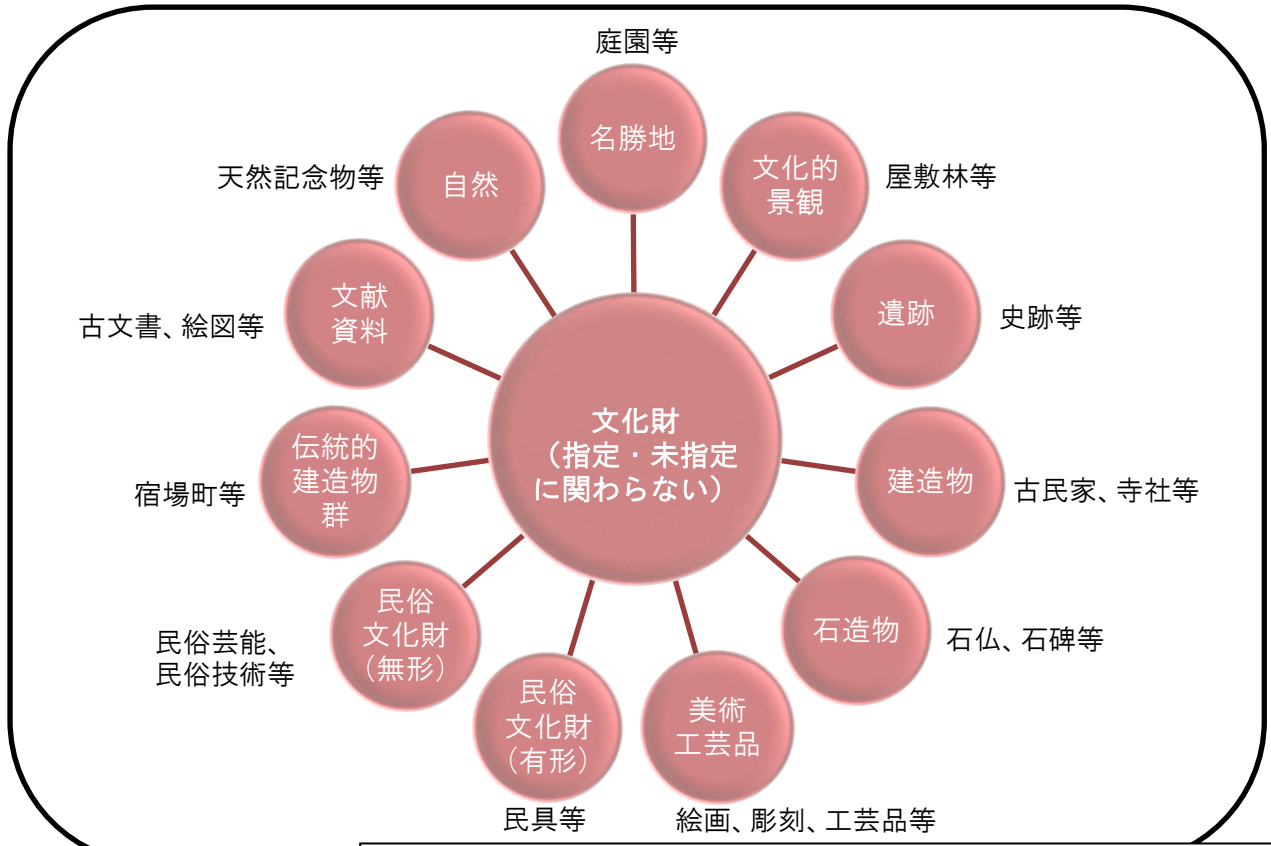 庭園等
名勝地
文化的
景観
屋敷林等
遺跡
史跡等
建造物
古民家、寺社等
石造物
石仏、石碑等
美術
工芸品
絵画、彫刻、工芸品等
民俗
文化財
（有形）
民具等
民俗
文化財
（無形）
民俗芸能、
民俗技術等
伝統的
建造物
群
宿場町等
文献
資料
古文書、絵図等
自然
天然記念物等
文化財
（指定・未指定
に関わらない）